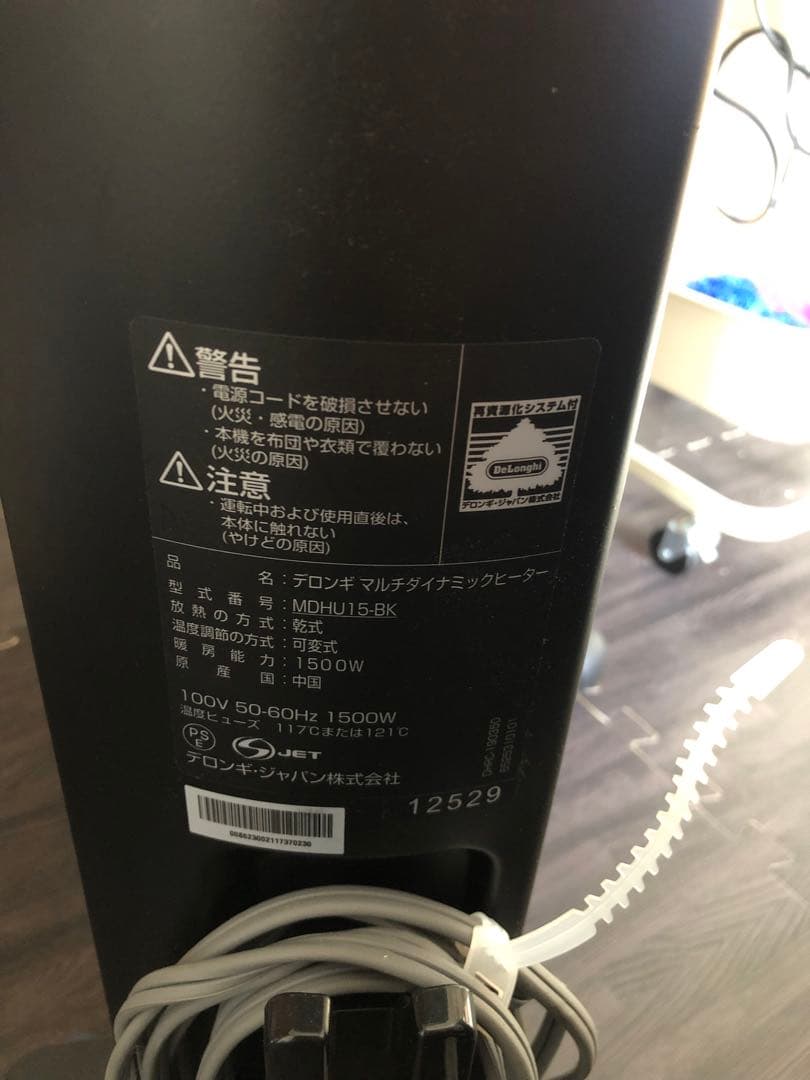 警告
・電源コードを破損させない
(火災・感電の原因)
・本機を布団や衣類で覆わない
(火災の原因)
注意
・運転中および使用直後は、
本体に触れない
(やけどの原因)
再資源化システム付
DeLonghi
デロンギ・ジャパン株式会社
品名:デロンギ マルチダイナミックヒーター
型式番号:MDHU15-BK
放熱の方式:乾式
温度調節の方式:可変式
暖房能力:1500W
原産国:中国
100V 50-60Hz 1500W
温度ヒューズ 117℃または121℃
PSE
JET
デロンギ・ジャパン株式会社
12529